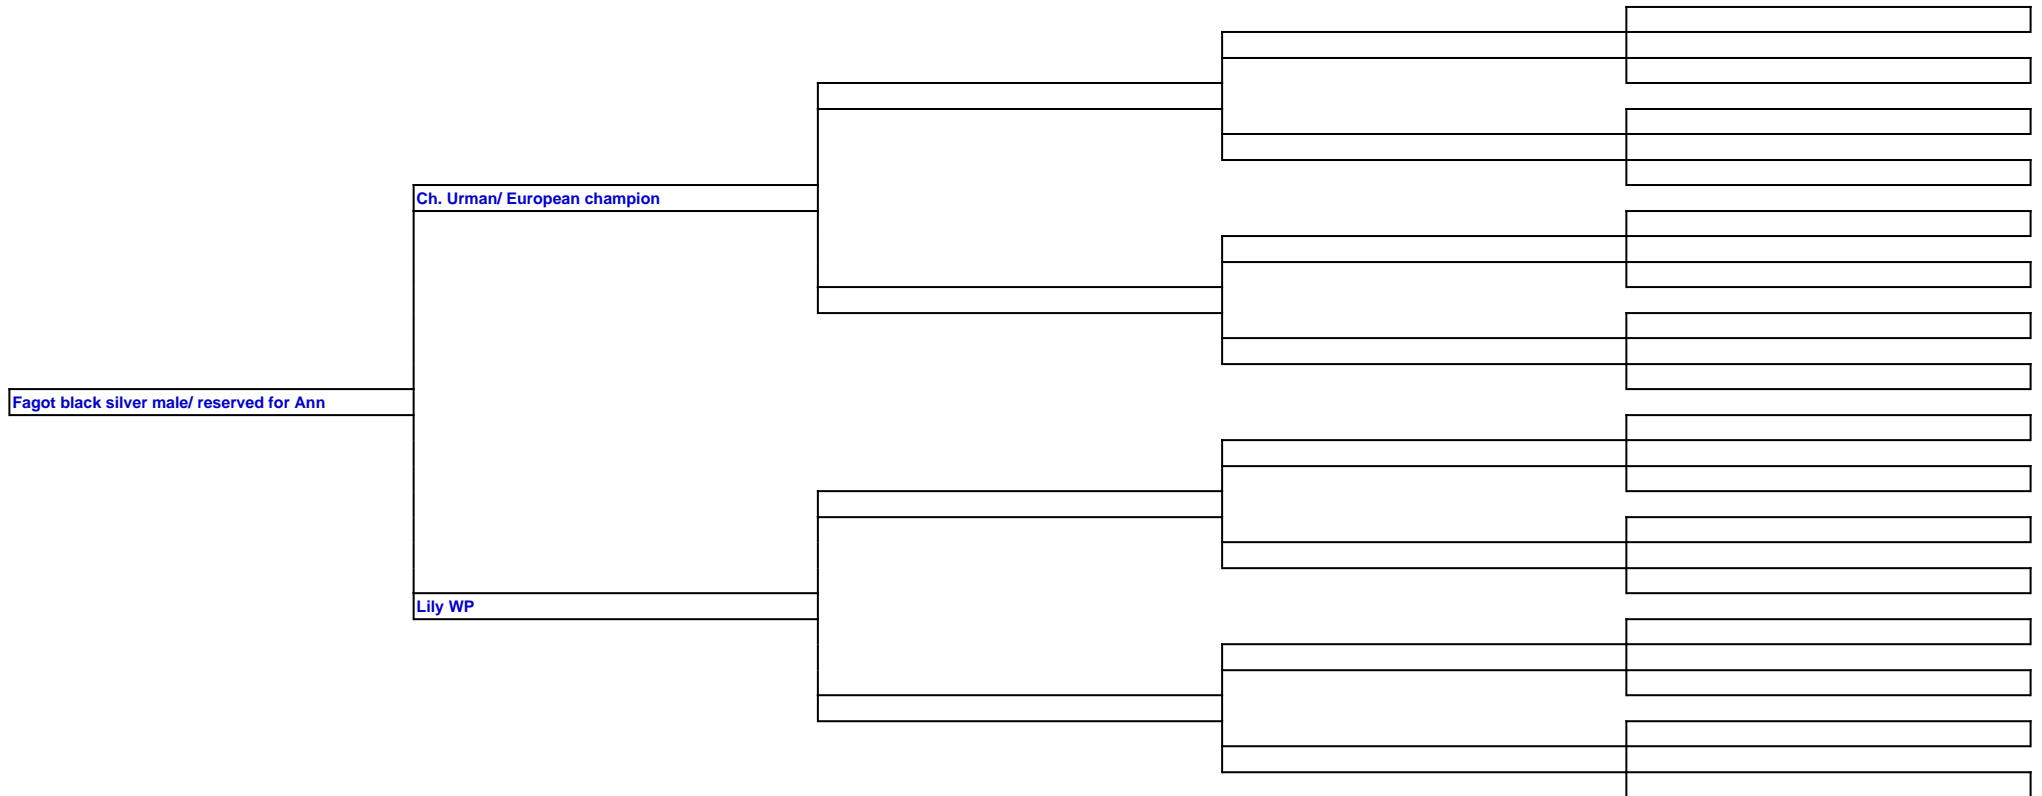 Ch. Urman/ European champion
Fagot black silver male/ reserved for Ann
Lily WP